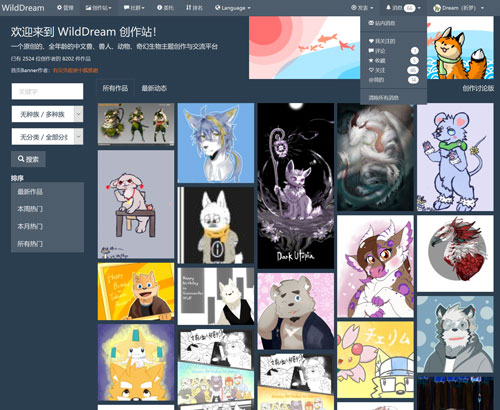 WildDream
管理
创作站
社群
委托
排名
Language
发表
消息
Dream（折梦）
欢迎来到 WildDream 创作站！
一个原创的、全年龄的中文兽、兽人、动物、奇幻生物主题创作与交流平台
已有 2524 位创作者的 8202 件作品
首页Banner作者：
站内消息
我关注的
评论
收藏
关注
@我的
清除所有消息
关键字
无种族 / 多种族
无分类 / 全部分类
搜索
排序
最新作品
本周热门
本月热门
所有热门
所有作品
最新动态
创作讨论版
Dark Utopia
Happy Birthday
チェリム